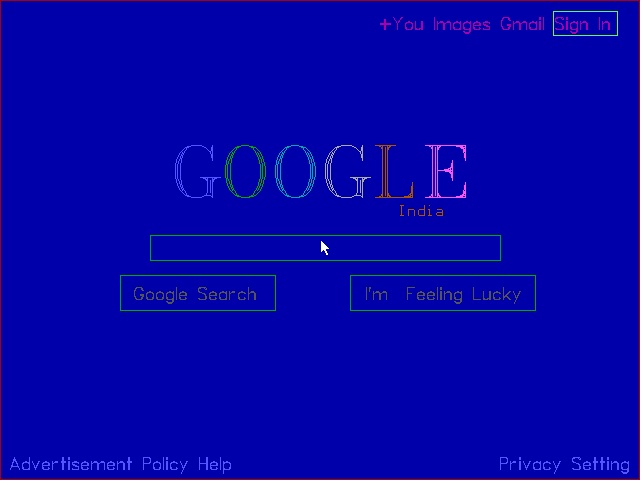 +You Images Gmail Sign In
GOOGLE
India
Google Search I'm Feeling Lucky
Advertisement Policy Help Privacy Setting